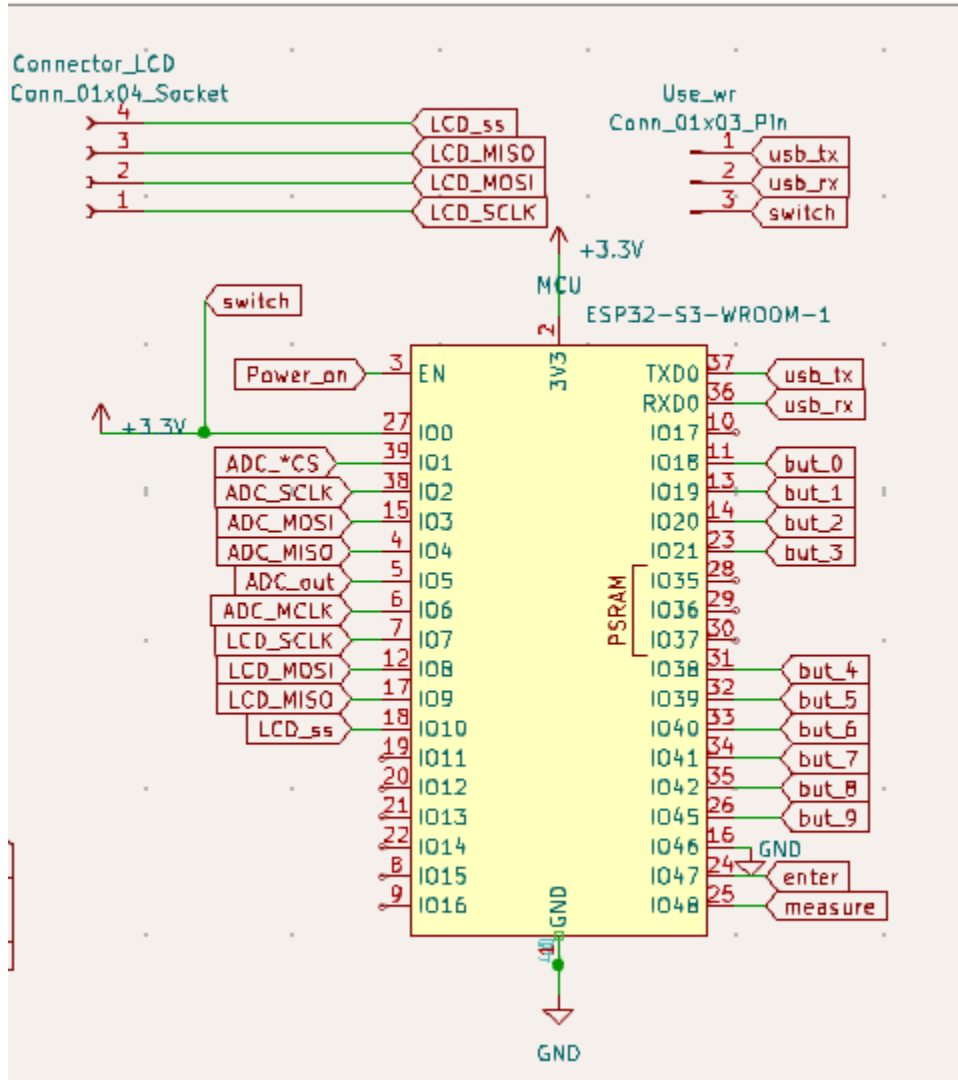 Connector_LCD
Conn_01x04_Socket
4 LCD_ss
3 LCD_MISO
2 LCD_MOSI
1 LCD_SCLK
Use_wr
Conn_01x03_Pin
1 usb_tx
2 usb_rx
3 switch
+3.3V
MCU
ESP32-S3-WROOM-1
switch
2
3V3
Power_on 3 EN
TXD0 37 usb_tx
RXD0 36 usb_rx
+3.3V
27 IO0
IO17 10
ADC_*CS 39 IO1
IO18 11 but_0
ADC_SCLK 38 IO2
IO19 13 but_1
ADC_MOSI 15 IO3
IO20 14 but_2
ADC_MISO 4 IO4
IO21 23 but_3
ADC_out 5 IO5
IO35 28
ADC_MCLK 6 IO6
PSRAM
IO36 29
LCD_SCLK 7 IO7
IO37 30
LCD_MOSI 12 IO8
IO38 31 but_4
LCD_MISO 17 IO9
IO39 32 but_5
LCD_ss 18 IO10
IO40 33 but_6
19 IO11
IO41 34 but_7
20 IO12
IO42 35 but_8
21 IO13
IO45 26 but_9
22 IO14
IO46 16 GND
8 IO15
IO47 24 enter
9 IO16
IO48 25 measure
GND
1
GND